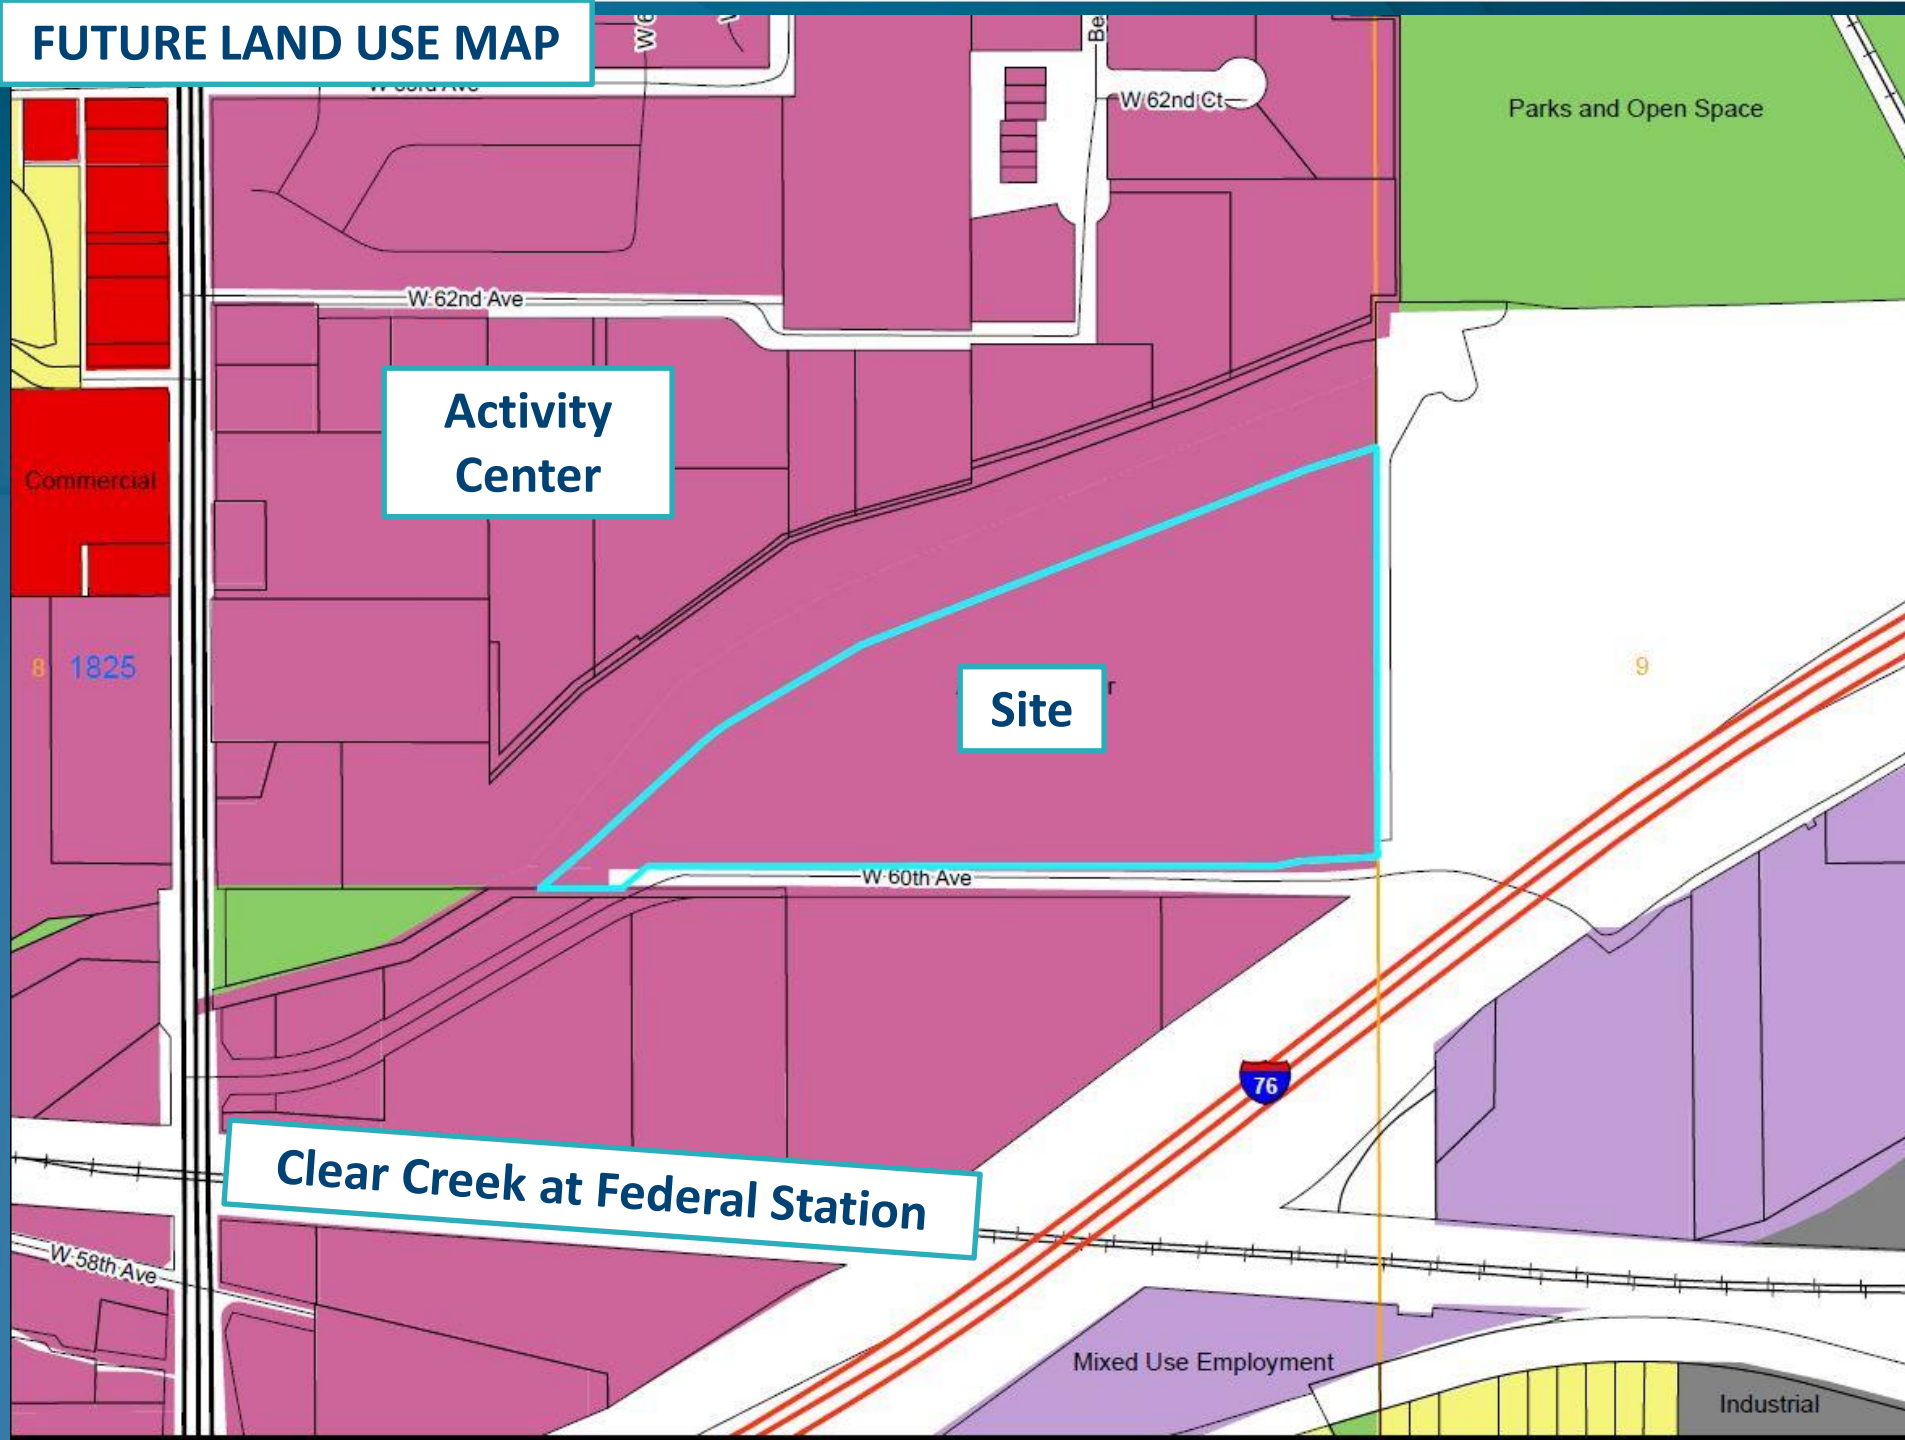 FUTURE LAND USE MAP
W 62nd Ct
Parks and Open Space
W 62nd Ave
Activity
Center
Commercial
Site
8
1825
9
W 60th Ave
76
Clear Creek at Federal Station
W 58th Ave
Mixed Use Employment
Industrial